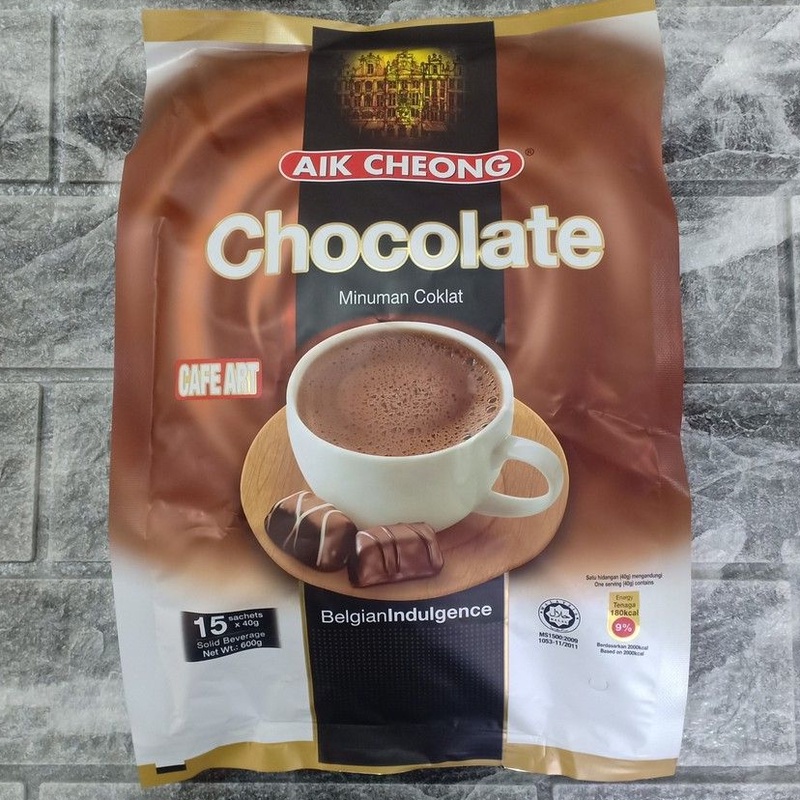 AIK CHEONG®
Chocolate
Minuman Coklat
CAFE ART
BelgianIndulgence
15 sachets
x 40g
Solid Beverage
Net Wt.: 600g
MS1500:2009
1053-11/2011
Satu hidangan (40g) mengandungi
One serving (40g) contains
Energy
Tenaga
180kcal
9%
Berdasarkan 2000kcal
Based on 2000kcal